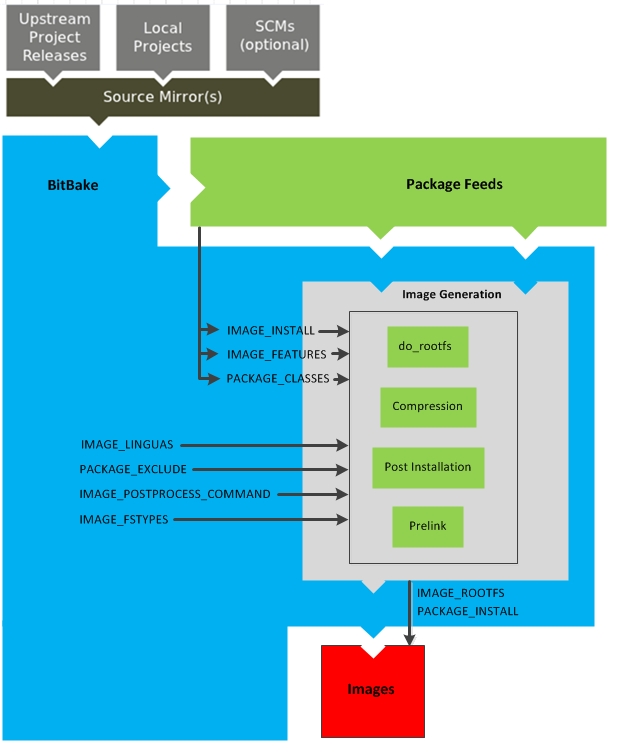 Upstream
Project
Releases
Local
Projects
SCMs
(optional)
Source Mirror(s)
BitBake
Package Feeds
Image Generation
IMAGE_INSTALL
do_rootfs
IMAGE_FEATURES
PACKAGE_CLASSES
Compression
IMAGE_LINGUAS
PACKAGE_EXCLUDE
Post Installation
IMAGE_POSTPROCESS_COMMAND
IMAGE_FSTYPES
Prelink
IMAGE_ROOTFS
PACKAGE_INSTALL
Images